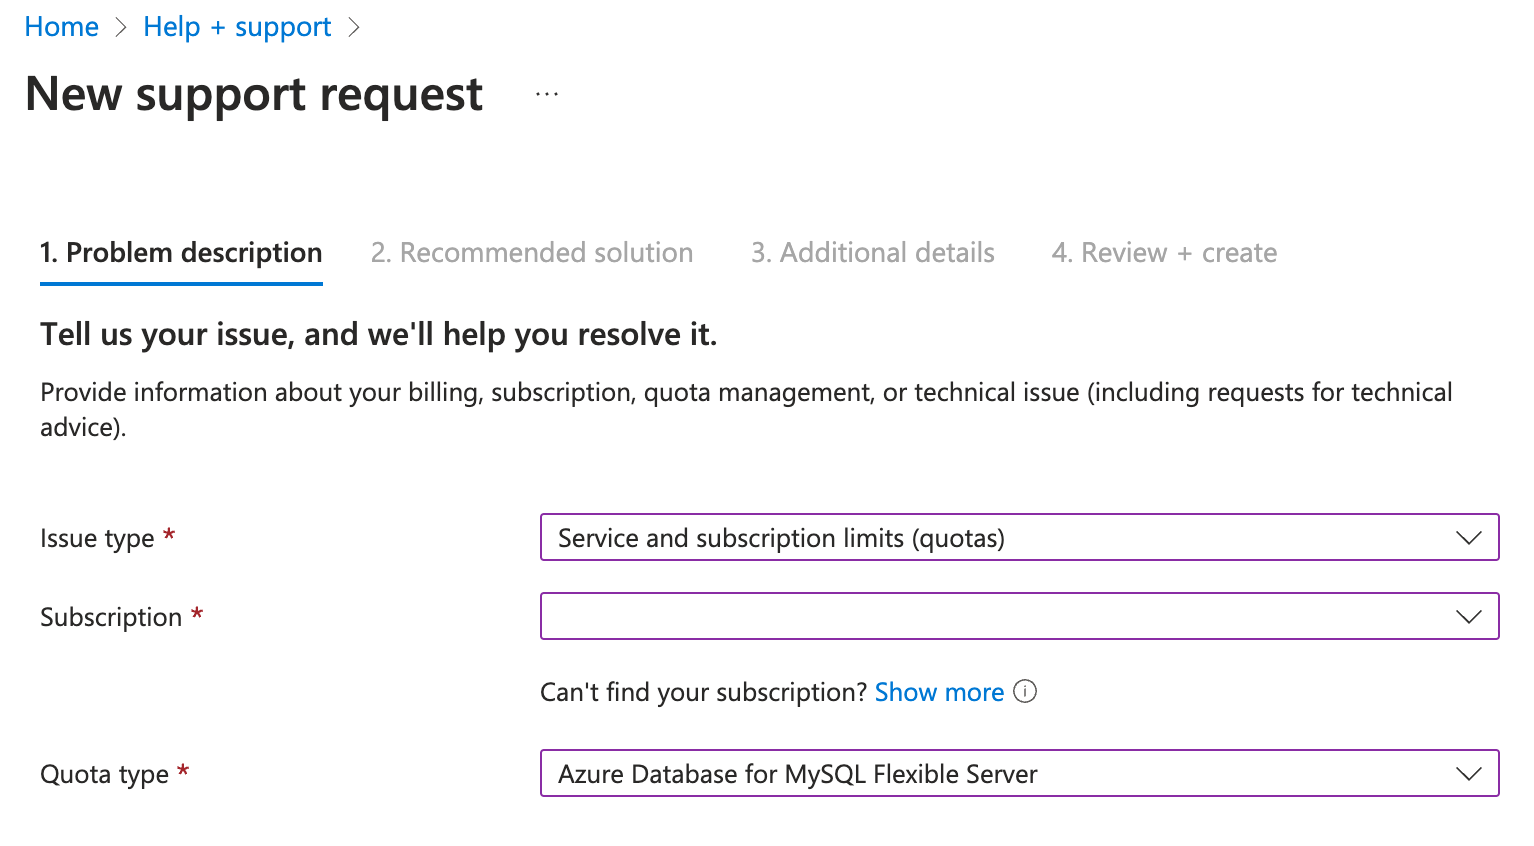 Home > Help + support >
New support request ...
1. Problem description 2. Recommended solution 3. Additional details 4. Review + create
Tell us your issue, and we'll help you resolve it.
Provide information about your billing, subscription, quota management, or technical issue (including requests for technical
advice).
Issue type * Service and subscription limits (quotas)
Subscription *
Can't find your subscription? Show more
Quota type * Azure Database for MySQL Flexible Server